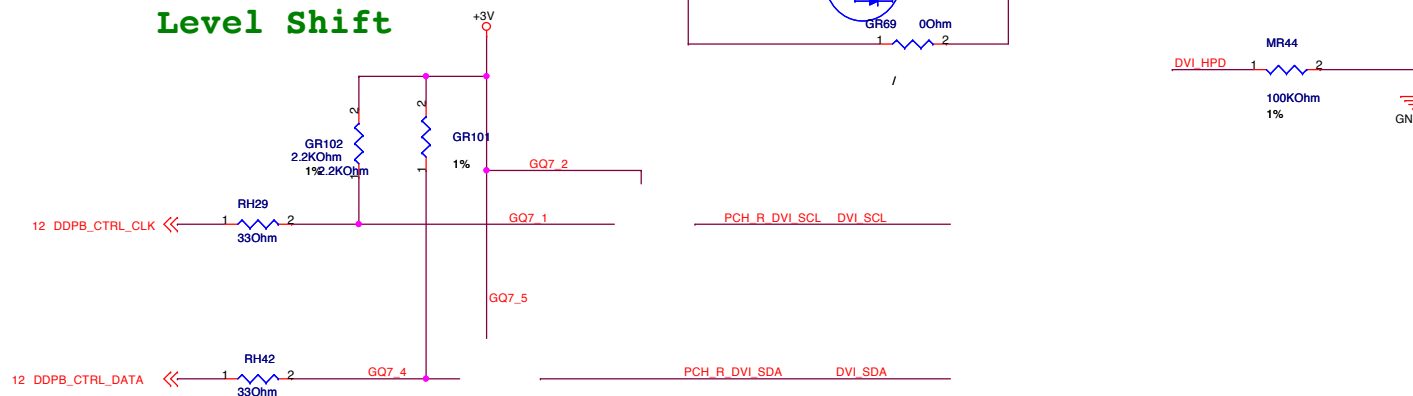 Level Shift
+3V
GR69 0Ohm
1 2
/
MR44
DVI_HPD 1 2
100KOhm
1%
GN
2 2
GR102
2.2KOhm
1% 2.2KOhm
1
GR101
1%
1
GQ7_2
RH29
12 DDPB_CTRL_CLK 1 2
33Ohm
GQ7_1
PCH_R_DVI_SCL DVI_SCL
GQ7_5
RH42
12 DDPB_CTRL_DATA 1 2
33Ohm
GQ7_4
PCH_R_DVI_SDA DVI_SDA